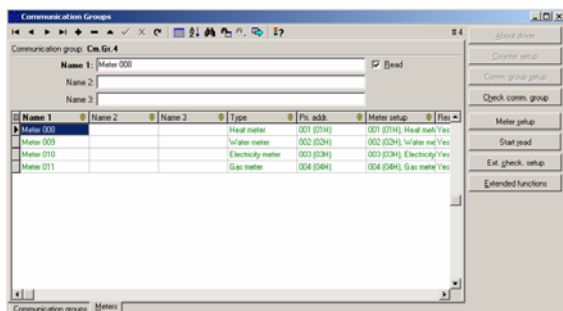 Communication Groups
#4
Communication group: Cm.Gr.4
Name 1: Meter 008
Read
Name 2:
Name 3:
Name 1 Name 2 Name 3 Type Pri. addr. Meter setup Rea
Meter 008 Heat meter 001 (01H) 001 (01H), Heat met Yes
Meter 009 Water meter 002 (02H) 002 (02H), Water me Yes
Meter 010 Electricity meter 003 (03H) 003 (03H), Electricity Yes
Meter 011 Gas meter 004 (04H) 004 (04H), Gas mete Yes
Communication groups Meters
About driver
Counter setup
Comm. group setup
Check comm. group
Meter setup
Start read
Ext. check. setup
Extended functions